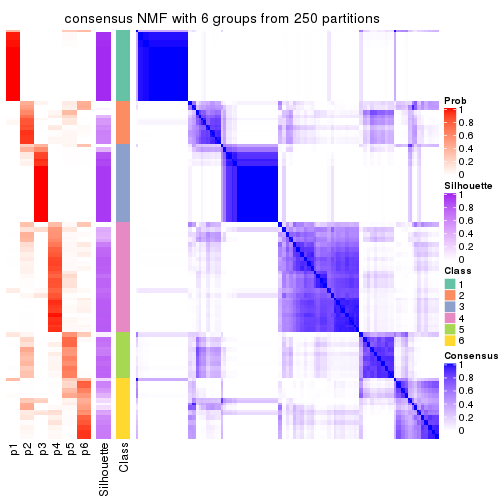 consensus NMF with 6 groups from 250 partitions
Prob
1
0.8
0.6
0.4
0.2
0
Silhouette
1
0.8
0.6
0.4
0.2
0
Class
1
2
3
4
5
6
Consensus
1
0.8
0.6
0.4
0.2
0
p1
p2
p3
p4
p5
p6
Silhouette
Class